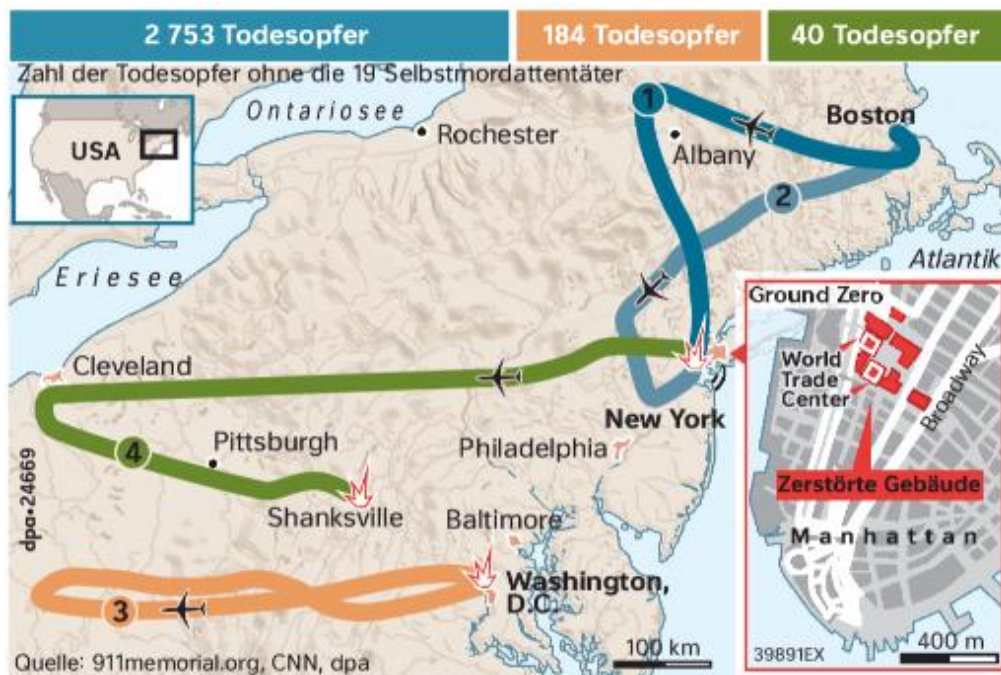 2 753 Todesopfer
184 Todesopfer
40 Todesopfer
Zahl der Todesopfer ohne die 19 Selbstmordattentäter
USA
Ontariosee
Rochester
1
Albany
Boston
2
Eriesee
Atlantik
Cleveland
New York
4
Pittsburgh
Philadelphia
Shanksville
Baltimore
3
Washington,
D.C.
100 km
Ground Zero
World
Trade
Center
Broadway
Zerstörte Gebäude
Manhattan
39891EX
400 m
dpa•24669
Quelle: 911memorial.org, CNN, dpa